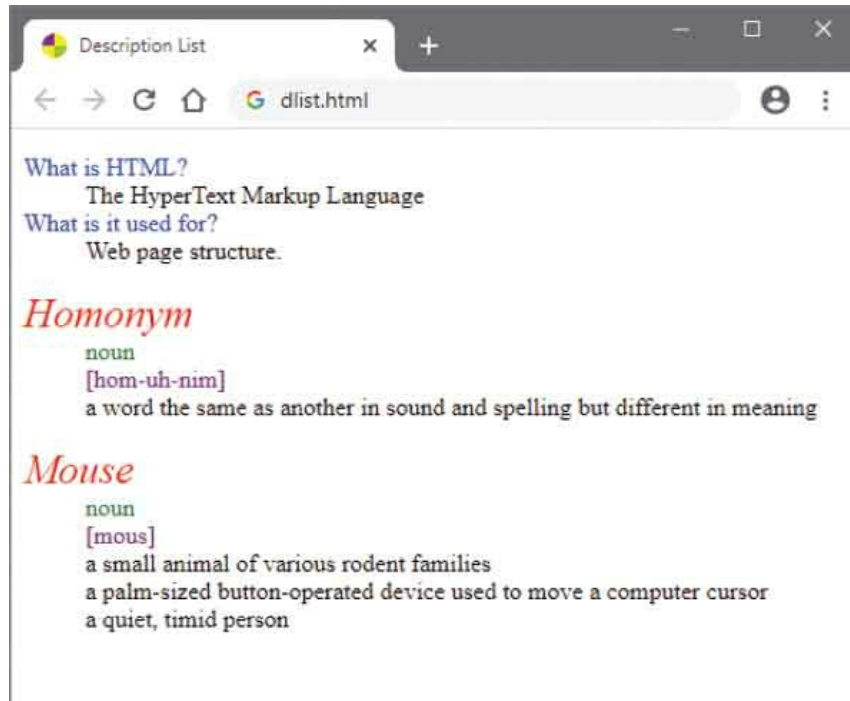 Description List
dlist.html
What is HTML?
The HyperText Markup Language
What is it used for?
Web page structure.
Homonym
noun
[hom-uh-nim]
a word the same as another in sound and spelling but different in meaning
Mouse
noun
[mous]
a small animal of various rodent families
a palm-sized button-operated device used to move a computer cursor
a quiet, timid person